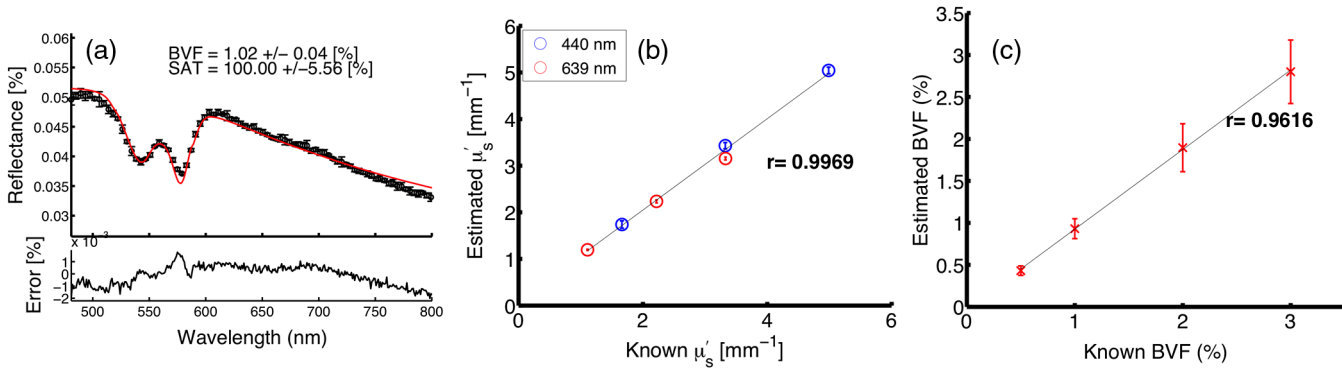 (a)
BVF = 1.02 +/− 0.04 [%]
SAT = 100.00 +/−5.56 [%]
Reflectance [%]
0.06
0.055
0.05
0.045
0.04
0.035
0.03
x 10
Error [%]
1
0
−1
−2
500 550 600 650 700 750 800
Wavelength (nm)
(b)
440 nm
639 nm
Estimated μs′ [mm−1]
6
5
4
3
2
1
0
r= 0.9969
0 2 4 6
Known μs′ [mm−1]
(c)
Estimated BVF (%)
3.5
3
2.5
2
1.5
1
0.5
0
r= 0.9616
0 1 2 3
Known BVF (%)